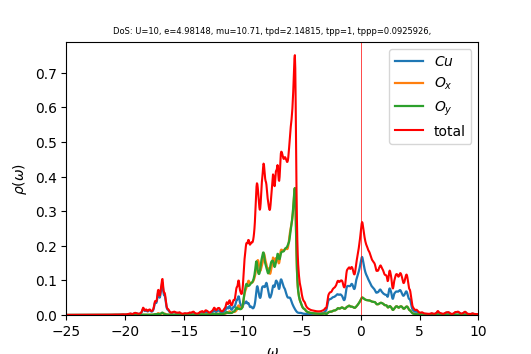 DoS: U=10, e=4.98148, mu=10.71, tpd=2.14815, tpp=1, tppp=0.0925926,
ρ(ω)
0.7
0.6
0.5
0.4
0.3
0.2
0.1
0.0
Cu
Oₓ
O_y
total
−25 −20 −15 −10 −5 0 5 10
ω